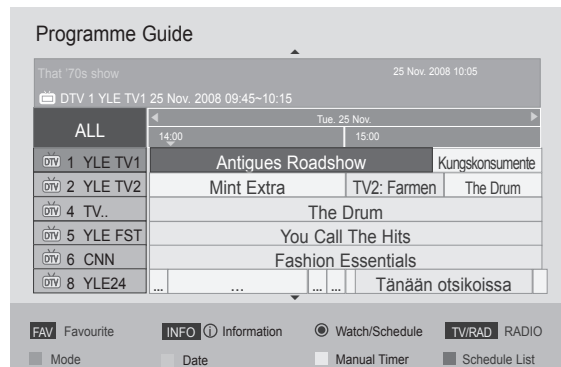 Programme Guide
That '70s show 25 Nov. 2008 10:05
DTV 1 YLE TV1 25 Nov. 2008 09:45~10:15
ALL
Tue. 25 Nov.
14:00 15:00
DTV 1 YLE TV1 Antigues Roadshow Kungskonsumente
DTV 2 YLE TV2 Mint Extra TV2: Farmen The Drum
DTV 4 TV.. The Drum
DTV 5 YLE FST You Call The Hits
DTV 6 CNN Fashion Essentials
DTV 8 YLE24 ... ... ... ... Tänään otsikoissa
FAV Favourite INFO i Information Watch/Schedule TV/RAD RADIO
Mode Date Manual Timer Schedule List